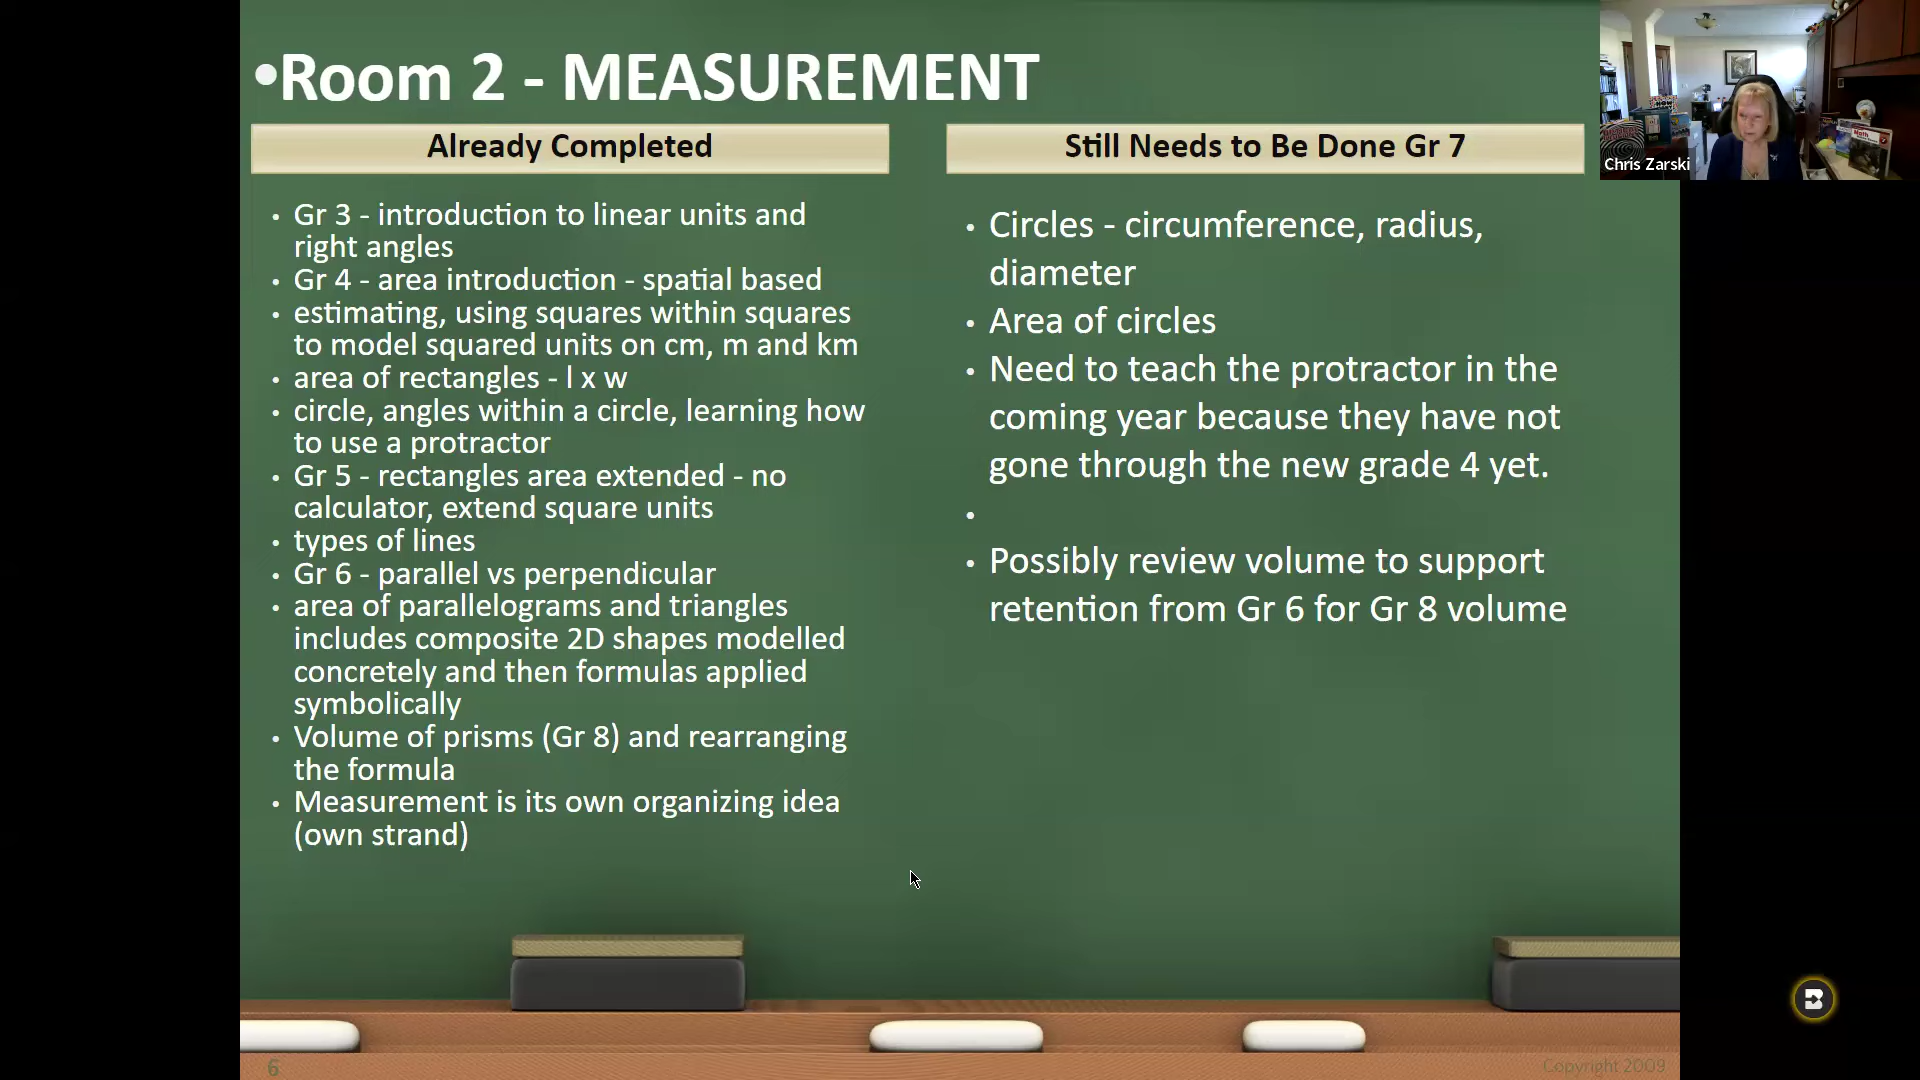 •Room 2 - MEASUREMENT
Already Completed
• Gr 3 - introduction to linear units and
right angles
• Gr 4 - area introduction - spatial based
• estimating, using squares within squares
to model squared units on cm, m and km
• area of rectangles - l x w
• circle, angles within a circle, learning how
to use a protractor
• Gr 5 - rectangles area extended - no
calculator, extend square units
• types of lines
• Gr 6 - parallel vs perpendicular
• area of parallelograms and triangles
includes composite 2D shapes modelled
concretely and then formulas applied
symbolically
• Volume of prisms (Gr 8) and rearranging
the formula
• Measurement is its own organizing idea
(own strand)
Still Needs to Be Done Gr 7
• Circles - circumference, radius,
diameter
• Area of circles
• Need to teach the protractor in the
coming year because they have not
gone through the new grade 4 yet.
•
• Possibly review volume to support
retention from Gr 6 for Gr 8 volume
Chris Zarski
6
Copyright 2009